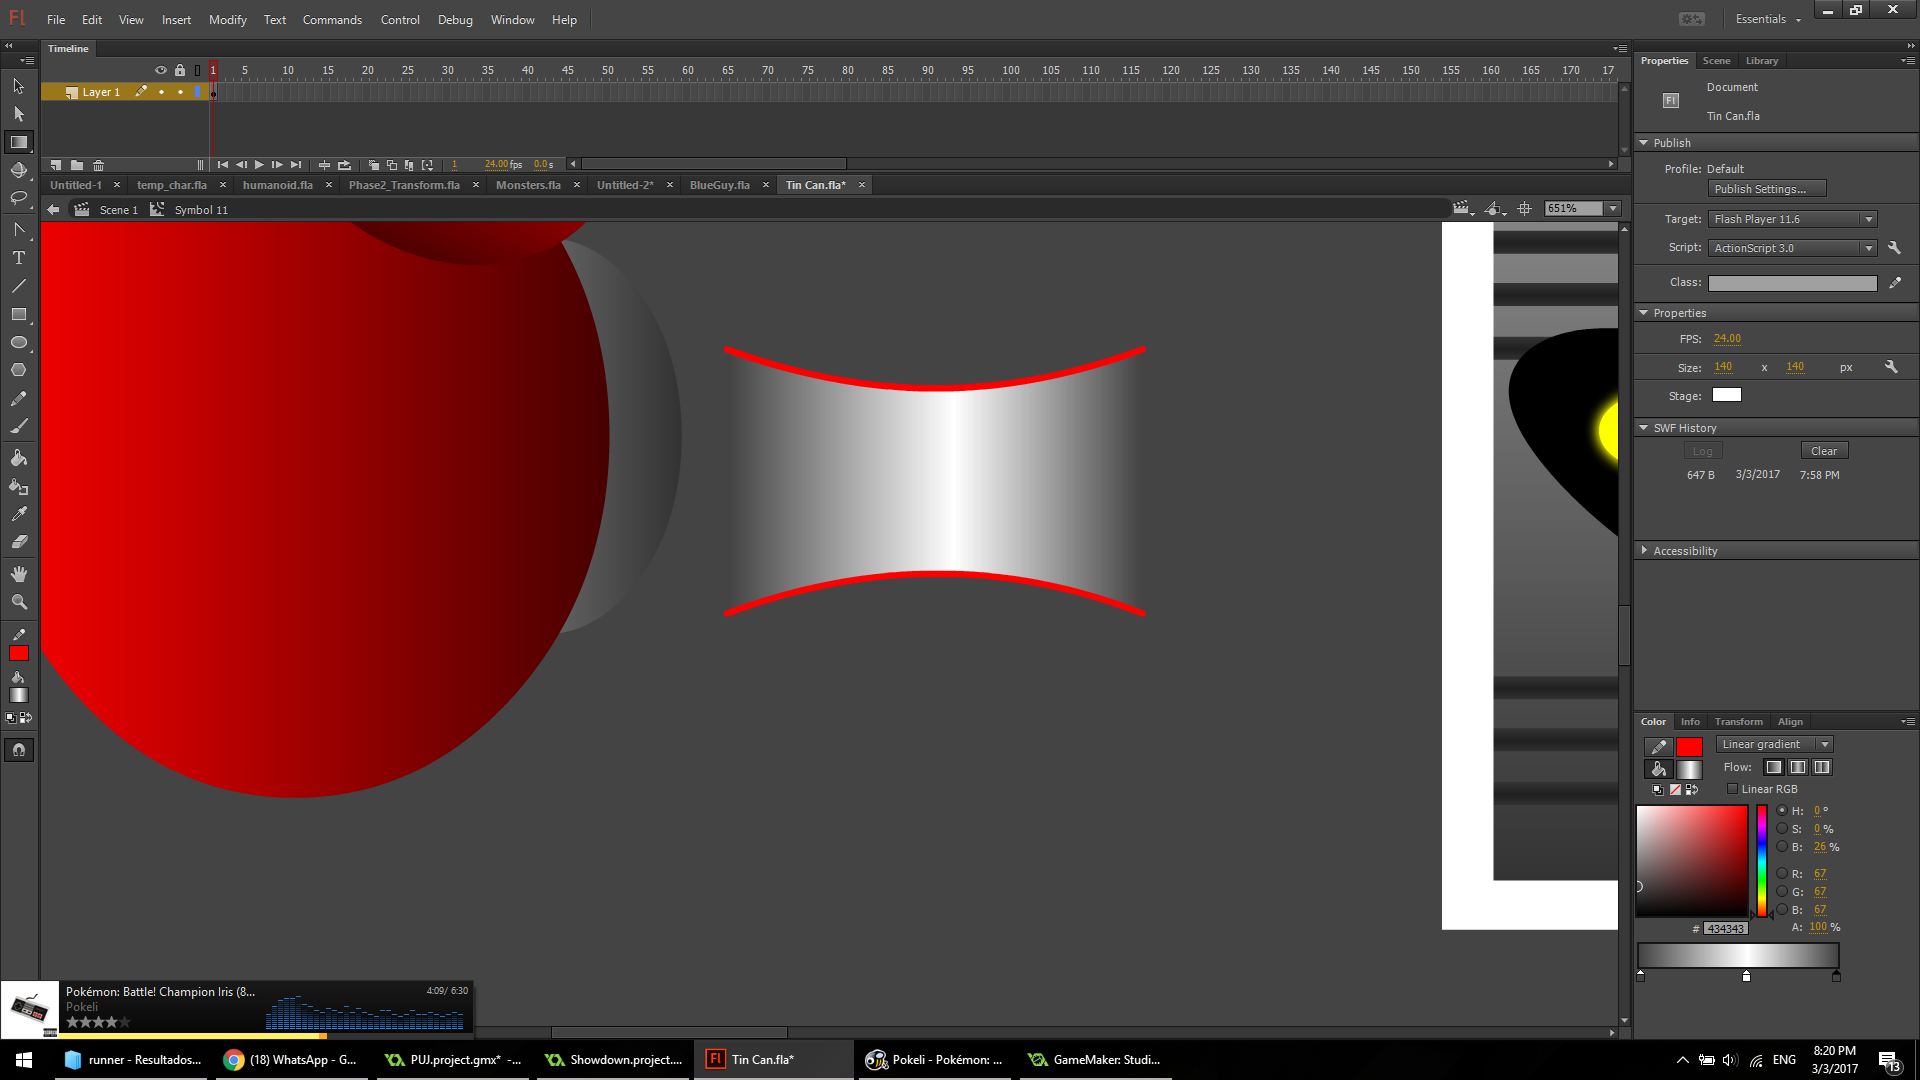 Fl File Edit View Insert Modify Text Commands Control Debug Window Help Essentials
Timeline
1 5 10 15 20 25 30 35 40 45 50 55 60 65 70 75 80 85 90 95 100 105 110 115 120 125 130 135 140 145 150 155 160 165 170 17
Layer 1
1 24.00 fps 0.0 s
Untitled-1 temp_char.fla humanoid.fla Phase2_Transform.fla Monsters.fla Untitled-2* BlueGuy.fla Tin Can.fla*
Scene 1 Symbol 11 651%
Properties Scene Library
Document
Fl
Tin Can.fla
Publish
Profile: Default
Publish Settings...
Target: Flash Player 11.6
Script: ActionScript 3.0
Class:
Properties
FPS: 24.00
Size: 140 x 140 px
Stage:
SWF History
Log Clear
647 B 3/3/2017 7:58 PM
Accessibility
Color Info Transform Align
Linear gradient
Flow:
Linear RGB
H: 0 °
S: 0 %
B: 26 %
R: 67
G: 67
B: 67
# 434343 A: 100 %
Pokémon: Battle! Champion Iris (8... 4:09/ 6:30
Pokeli
runner - Resultados... (18) WhatsApp - G... PUJ.project.gmx* -... Showdown.project.... Fl Tin Can.fla* Pokeli - Pokémon: ... GameMaker: Studi... ENG
8:20 PM
3/3/2017
13